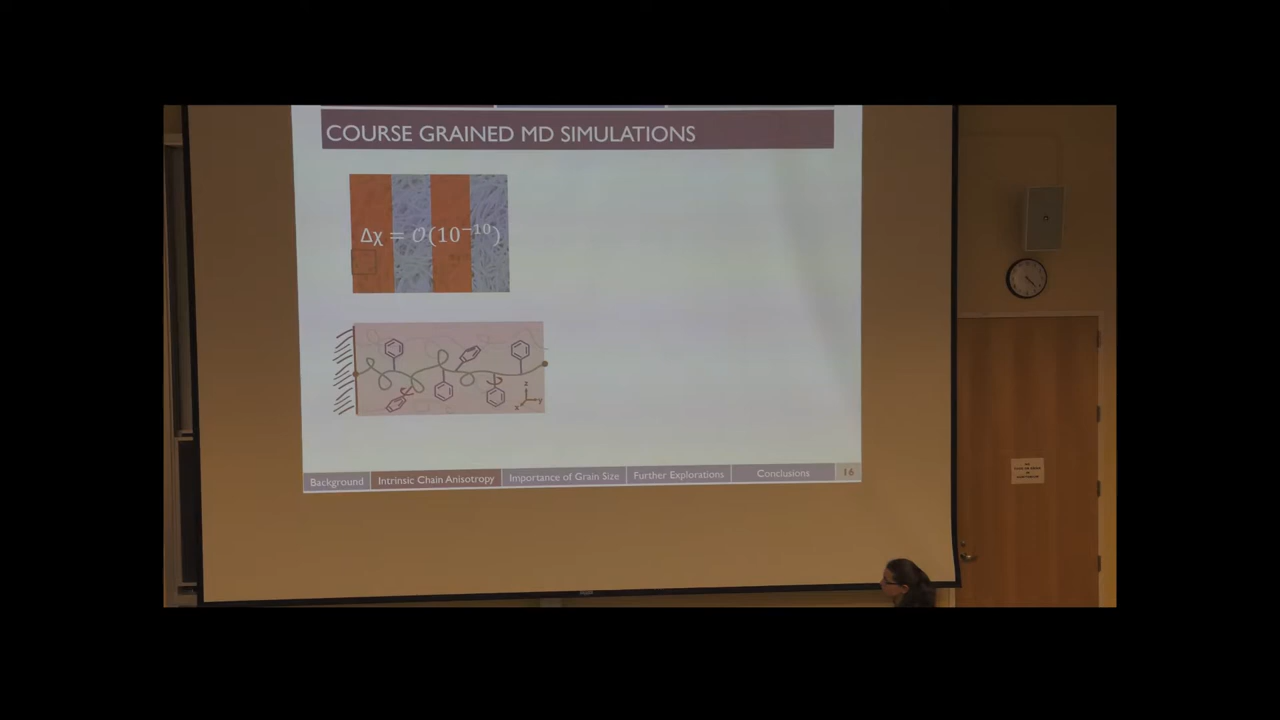 COURSE GRAINED MD SIMULATIONS
Δχ = 𝒪(10⁻¹⁰)
z
x y
Background Intrinsic Chain Anisotropy Importance of Grain Size Further Explorations Conclusions 16